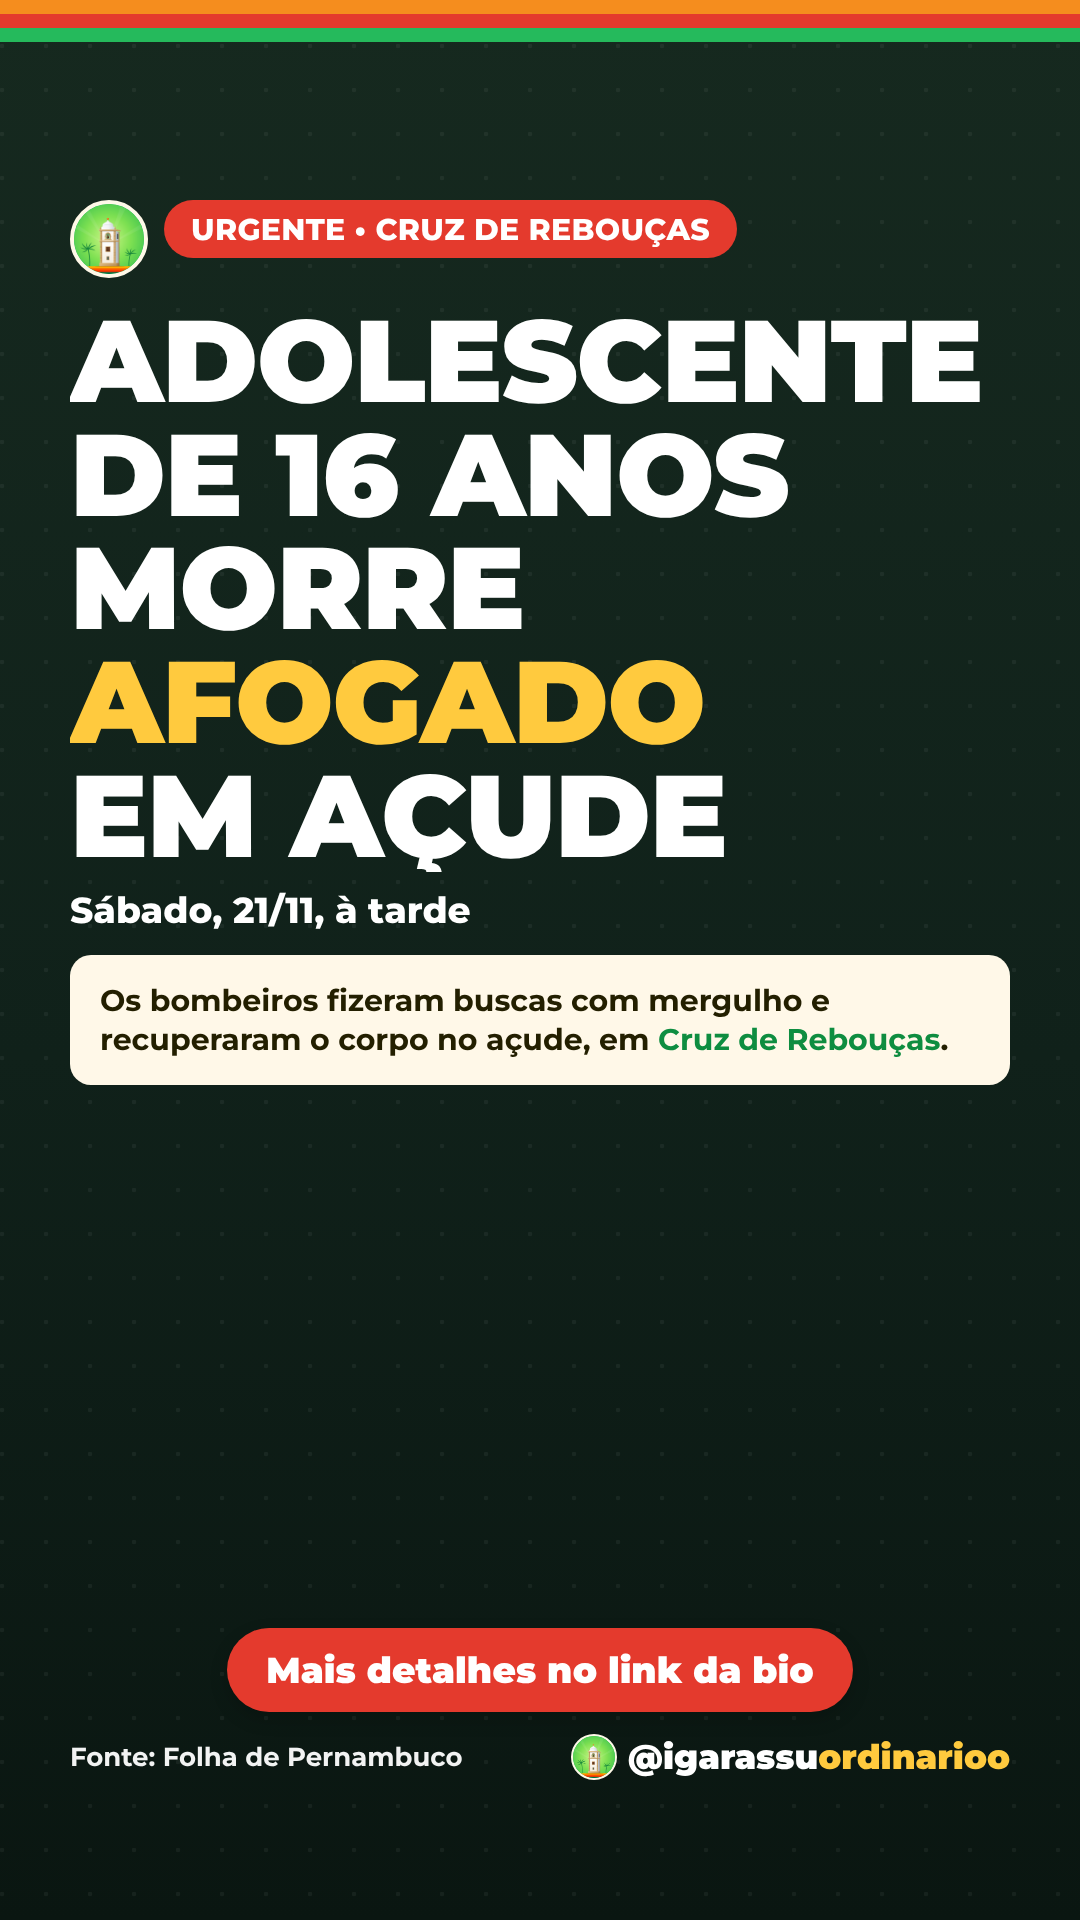 URGENTE • CRUZ DE REBOUÇAS
ADOLESCENTE
DE 16 ANOS
MORRE
AFOGADO
EM AÇUDE
Sábado, 21/11, à tarde
Os bombeiros fizeram buscas com mergulho e
recuperaram o corpo no açude, em Cruz de Rebouças.
Mais detalhes no link da bio
Fonte: Folha de Pernambuco
@igarassuordinarioo